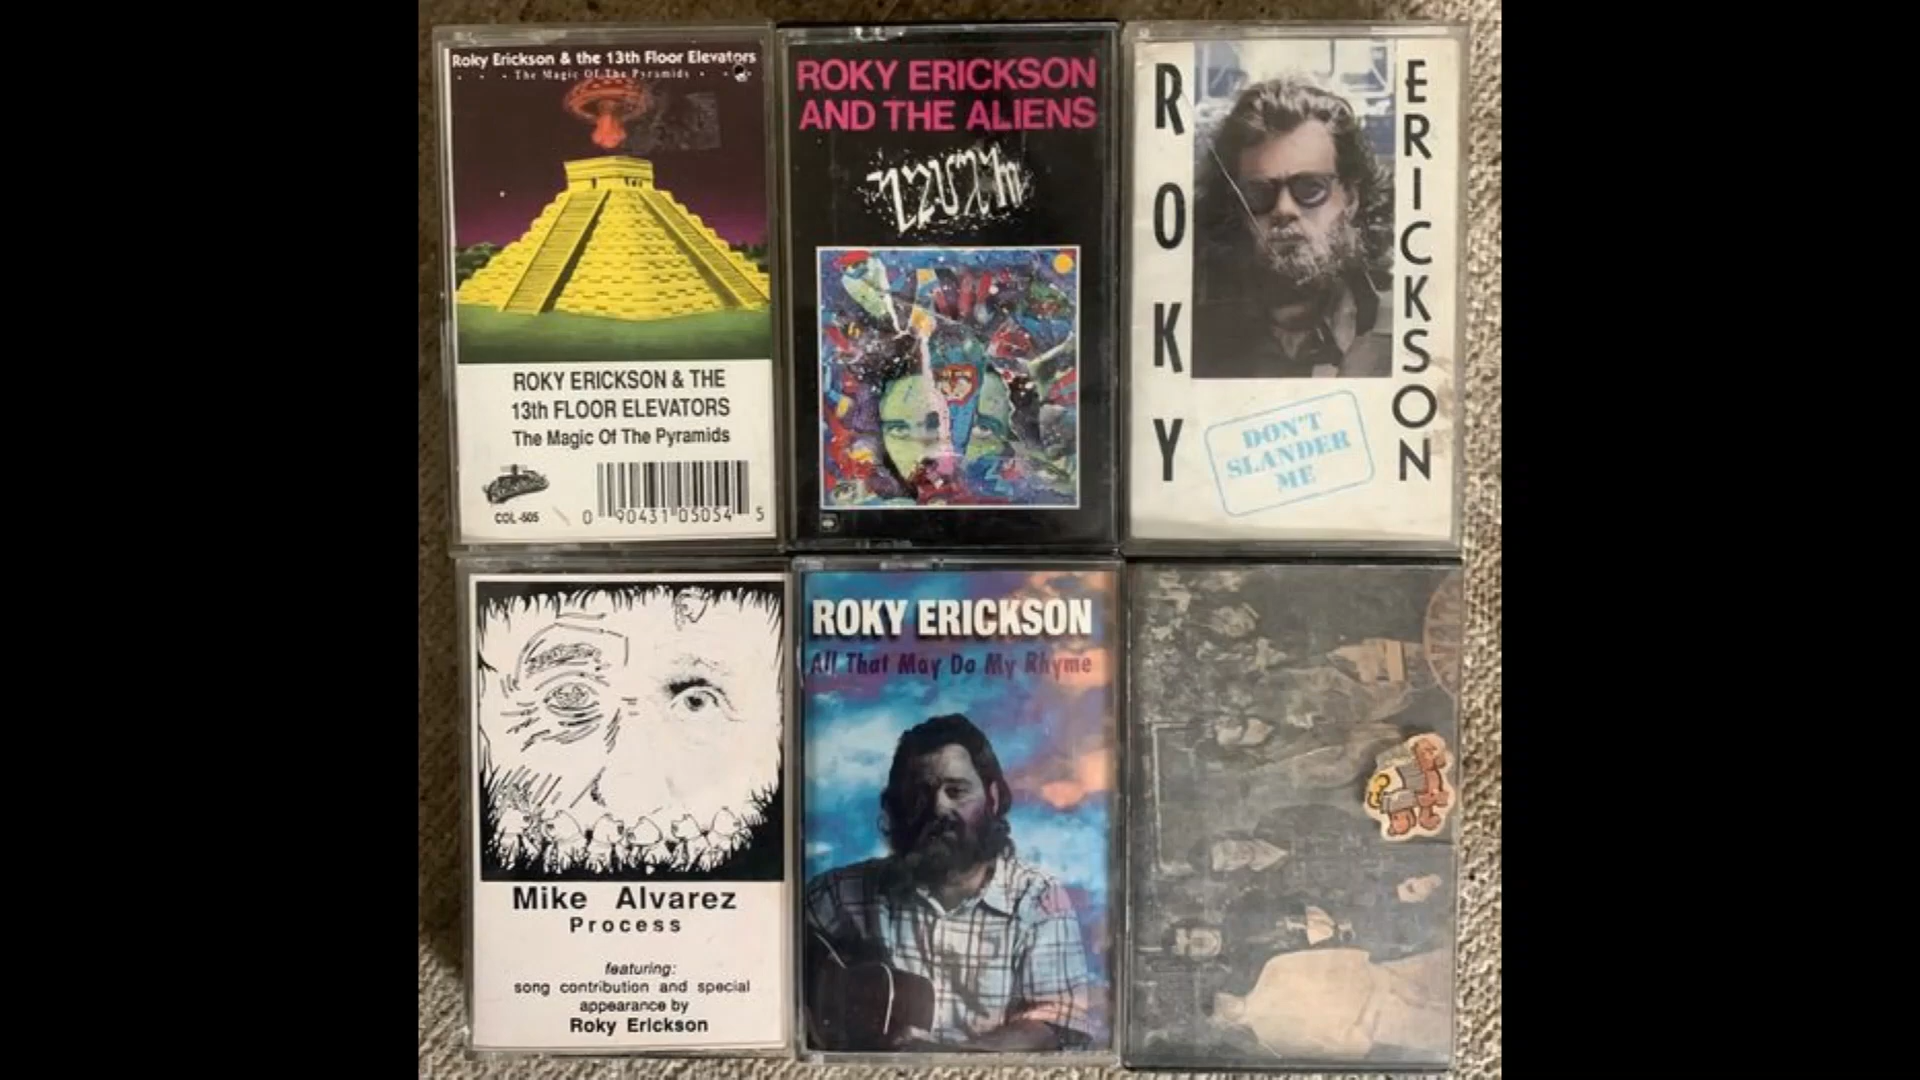 Roky Erickson & the 13th Floor Elevators
The Magic Of The Pyramids
ROKY ERICKSON & THE
13th FLOOR ELEVATORS
The Magic Of The Pyramids
COL-505
0 90431 05054 5
ROKY ERICKSON
AND THE ALIENS
ROKY
ERICKSON
DON'T
SLANDER
ME
Mike Alvarez
Process
featuring:
song contribution and special
appearance by
Roky Erickson
ROKY ERICKSON
All That May Do My Rhyme